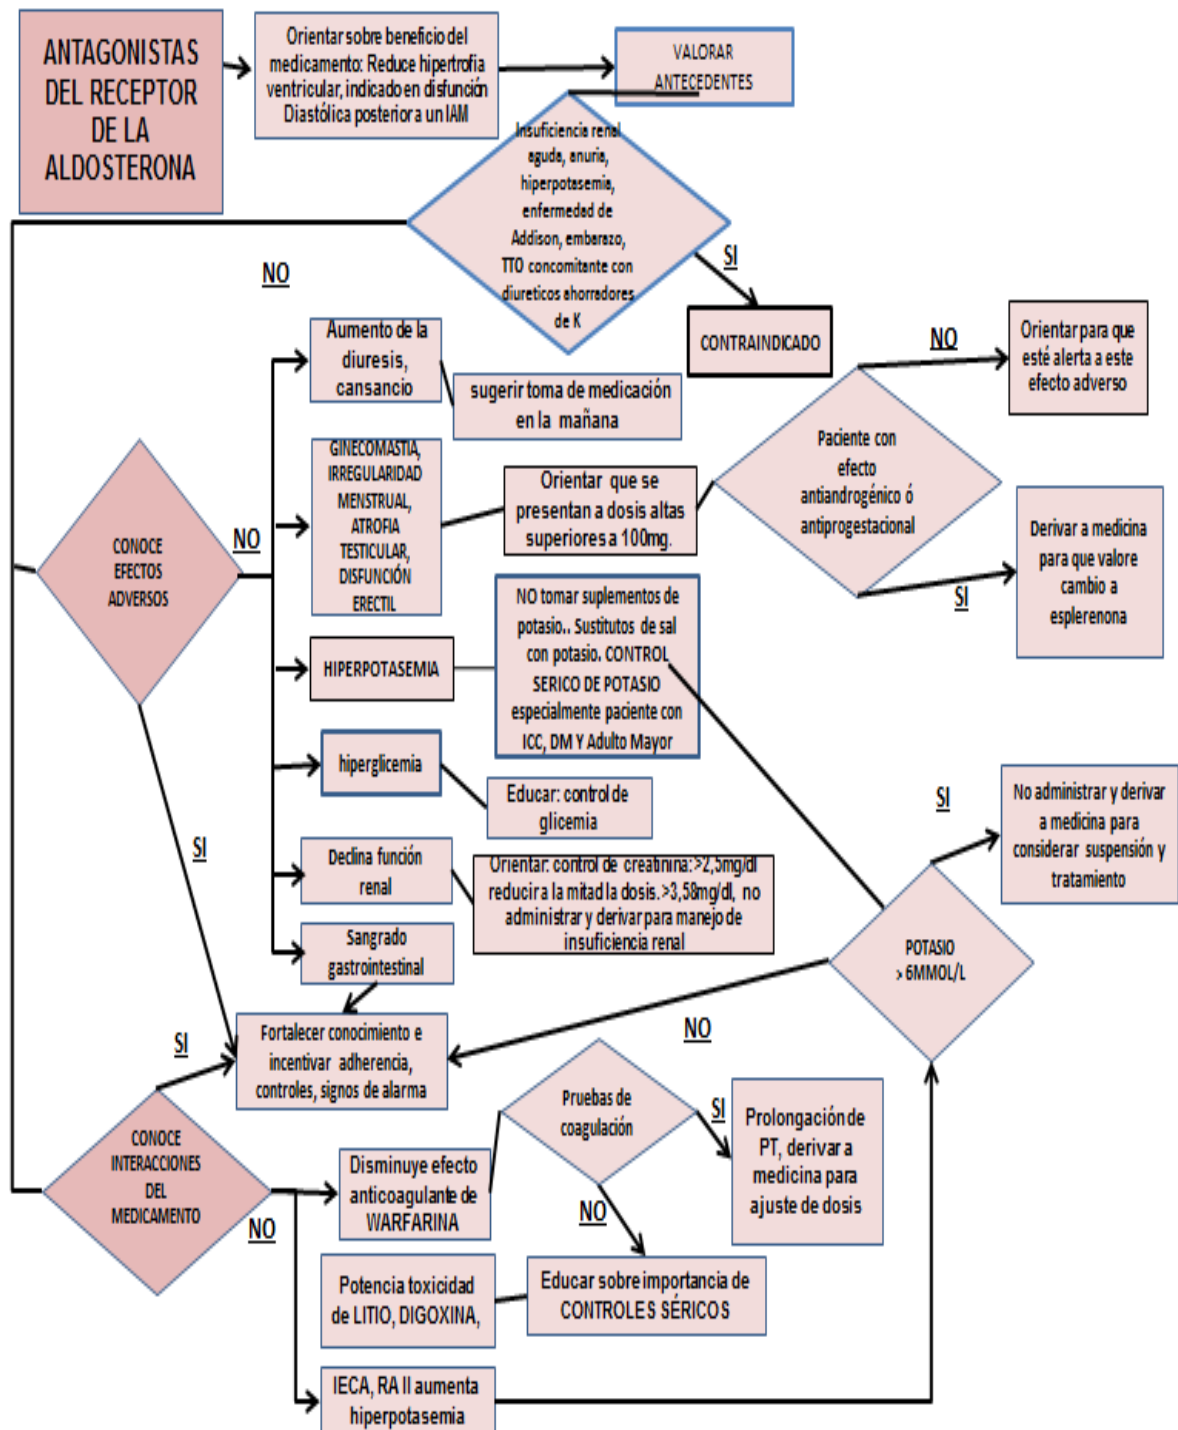 ANTAGONISTAS
DEL RECEPTOR
DE LA
ALDOSTERONA
Orientar sobre beneficio del
medicamento: Reduce hipertrofia
ventricular, indicado en disfunción
Diastólica posterior a un IAM
VALORAR
ANTECEDENTES
Insuficiencia renal
aguda, anuria,
hiperpotasemia,
enfermedad de
Addison, embarazo,
TTO concomitante con
diureticos ahorradores
de K
SI
NO
CONTRAINDICADO
Aumento de la
diuresis,
cansancio
sugerir toma de medicación
en la mañana
NO
Orientar para que
esté alerta a este
efecto adverso
Paciente con
efecto
antiandrogénico ó
antiprogestacional
SI
Derivar a medicina
para que valore
cambio a
esplerenona
GINECOMASTIA,
IRREGULARIDAD
MENSTRUAL,
ATROFIA
TESTICULAR,
DISFUNCIÓN
ERECTIL
Orientar que se
presentan a dosis altas
superiores a 100mg.
CONOCE
EFECTOS
ADVERSOS
NO
SI
HIPERPOTASEMIA
NO tomar suplementos de
potasio.. Sustitutos de sal
con potasio. CONTROL
SERICO DE POTASIO
especialmente paciente con
ICC, DM Y Adulto Mayor
hiperglicemia
Educar: control de
glicemia
Declina función
renal
Orientar: control de creatinina: >2,5mg/dl
reducir a la mitad la dosis. >3,58mg/dl, no
administrar y derivar para manejo de
insuficiencia renal
Sangrado
gastrointestinal
SI
No administrar y derivar
a medicina para
considerar suspensión y
tratamiento
POTASIO
> 6MMOL/L
NO
Fortalecer conocimiento e
incentivar adherencia,
controles, signos de alarma
SI
CONOCE
INTERACCIONES
DEL
MEDICAMENTO
NO
Disminuye efecto
anticoagulante de
WARFARINA
Pruebas de
coagulación
SI
Prolongación de
PT, derivar a
medicina para
ajuste de dosis
NO
Potencia toxicidad
de LITIO, DIGOXINA,
Educar sobre importancia de
CONTROLES SÉRICOS
IECA, RA II aumenta
hiperpotasemia